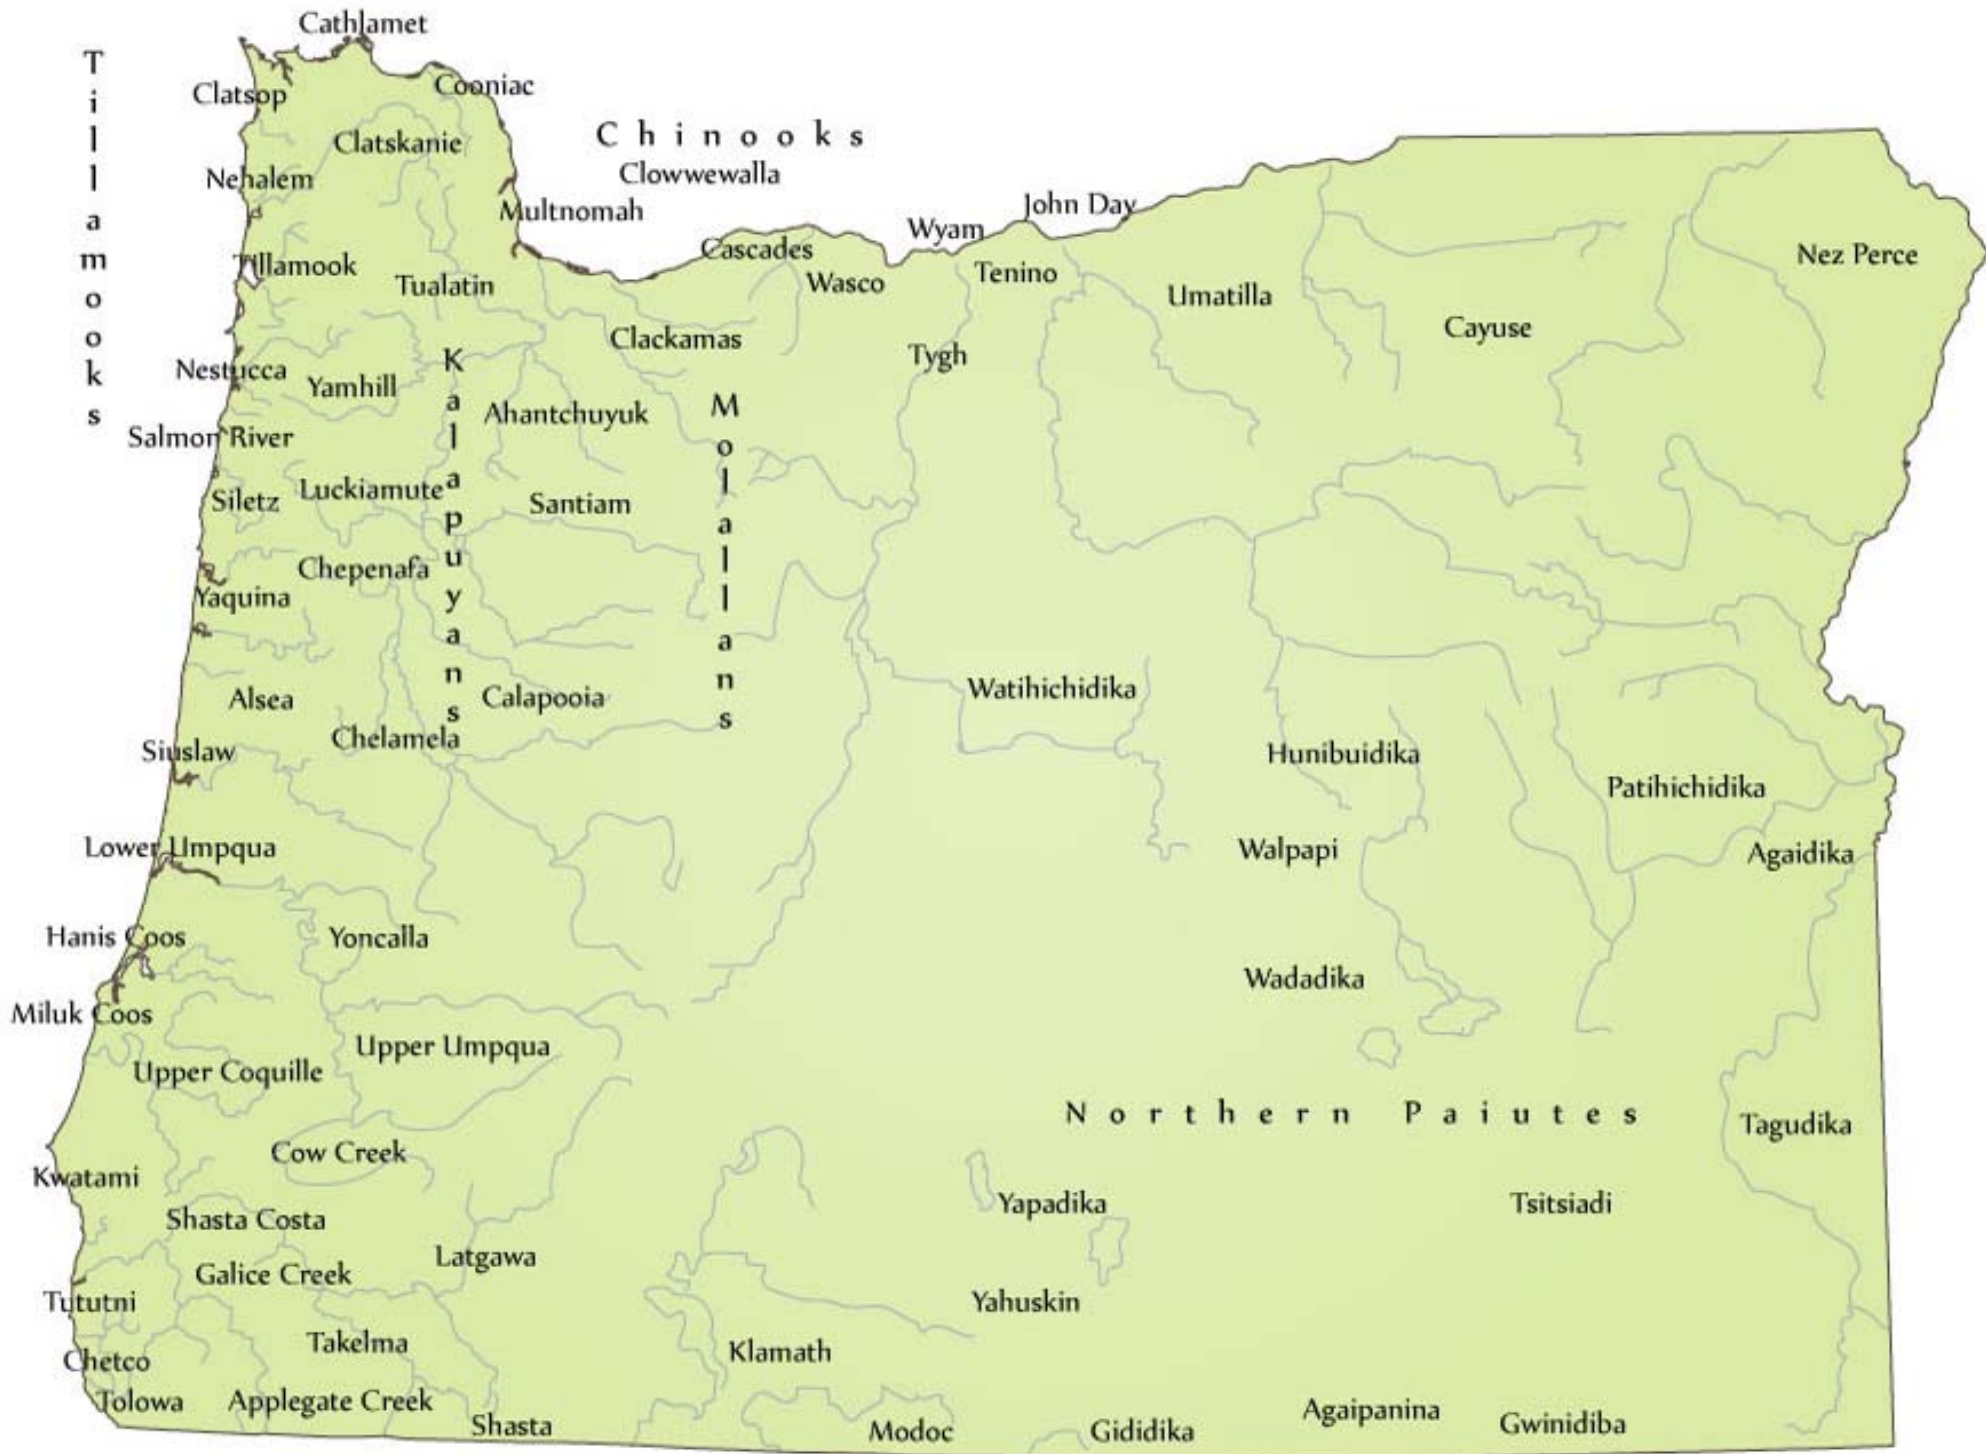 Cathlamet
Tillamooks
Clatsop
Cooniac
Chinooks
Clatskanie
Clowwewalla
Nehalem
Multnomah
John Day
Wyam
Cascades
Nez Perce
Tillamook
Tenino
Tualatin
Wasco
Umatilla
Cayuse
Clackamas
Tygh
Kalapuyans
Nestucca
Yamhill
Molallans
Ahantchuyuk
Salmon River
Luckiamute
Siletz
Santiam
Chepenafa
Yaquina
Watihichidika
Alsea
Calapooia
Chelamela
Siuslaw
Hunibuidika
Patihichidika
Lower Umpqua
Walpapi
Agaidika
Hanis Coos
Yoncalla
Wadadika
Miluk Coos
Upper Umpqua
Upper Coquille
Northern Paiutes
Tagudika
Cow Creek
Kwatami
Yapadika
Tsitsiadi
Shasta Costa
Latgawa
Galice Creek
Tututni
Yahuskin
Takelma
Klamath
Chetco
Tolowa
Applegate Creek
Agaipanina
Shasta
Gwinidiba
Modoc
Gididika